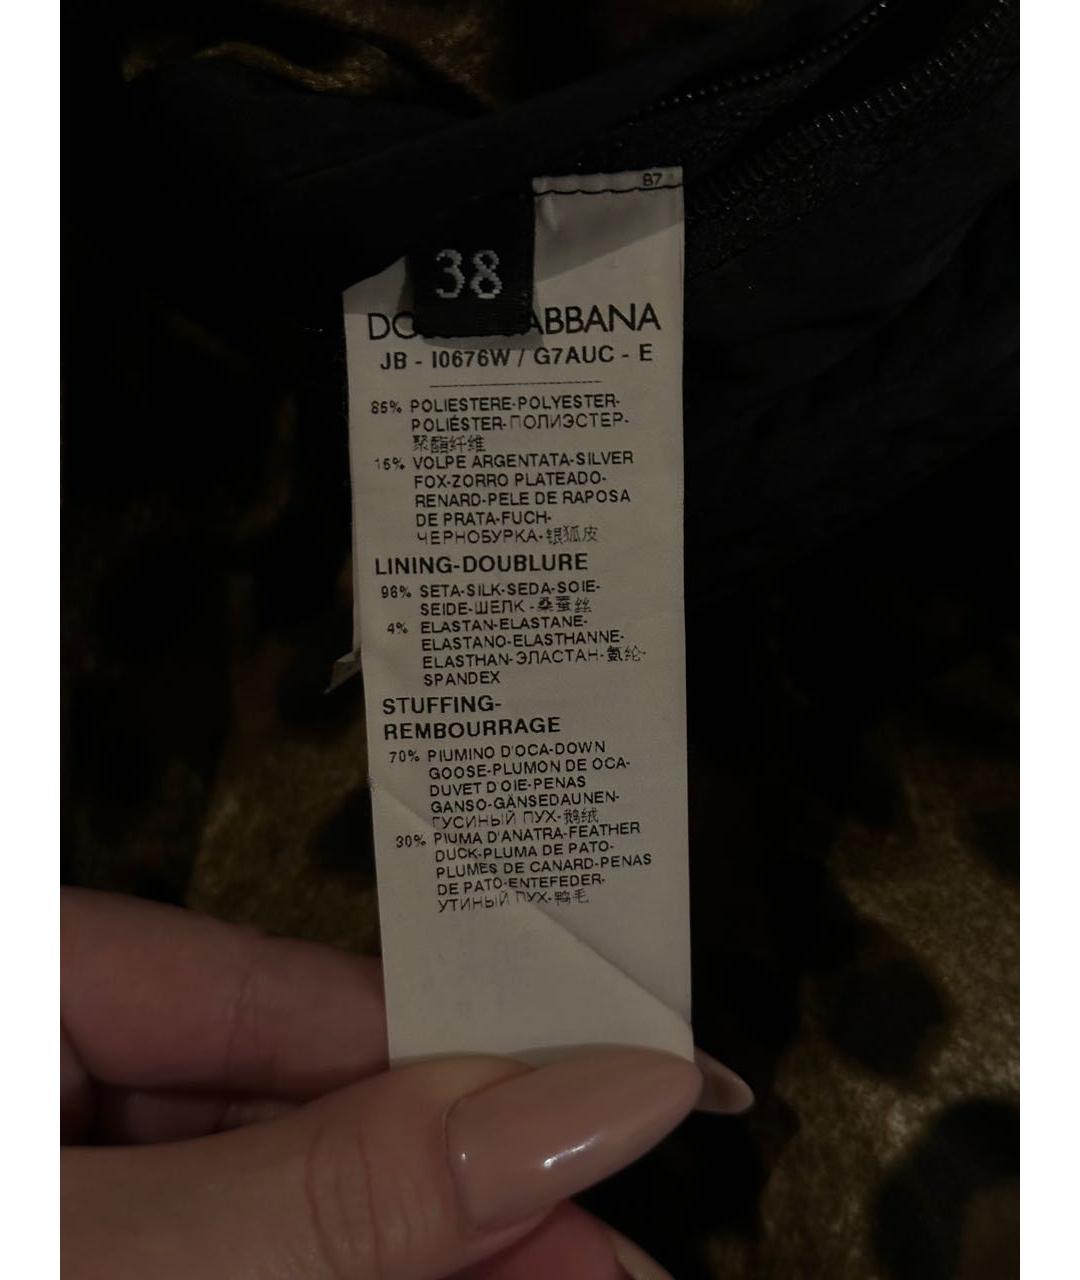 B7
38
JB - I0676W / G7AUC - E
85% POLIESTERE-POLYESTER-
POLIÉSTER-ПОЛИЭСТЕР-
聚酯纤维
15% VOLPE ARGENTATA-SILVER
FOX-ZORRO PLATEADO-
RENARD-PELE DE RAPOSA
DE PRATA-FUCH-
ЧЕРНОБУРКА-银狐皮
LINING-DOUBLURE
96% SETA-SILK-SEDA-SOIE-
SEIDE-ШЕЛК-桑蚕丝
4% ELASTAN-ELASTANE-
ELASTANO-ELASTHANNE-
ELASTHAN-ЭЛАСТАН-氨纶-
SPANDEX
STUFFING-
REMBOURRAGE
70% PIUMINO D'OCA-DOWN
GOOSE-PLUMON DE OCA-
DUVET D'OIE-PENAS
GANSO-GÄNSEDAUNEN-
ГУСИНЫЙ ПУХ-鹅绒
30% PIUMA D'ANATRA-FEATHER
DUCK-PLUMA DE PATO-
PLUMES DE CANARD-PENAS
DE PATO-ENTEFEDER-
УТИНЫЙ ПУХ-鸭毛